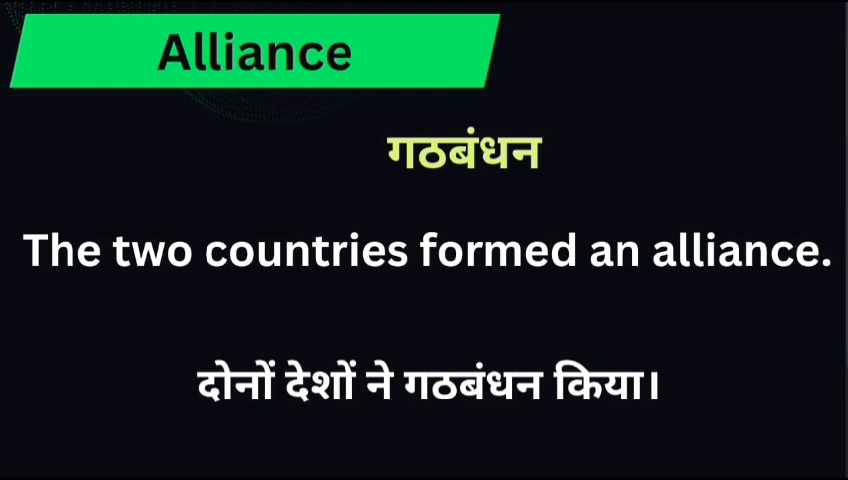 Alliance
गठबंधन
The two countries formed an alliance.
दोनों देशों ने गठबंधन किया।